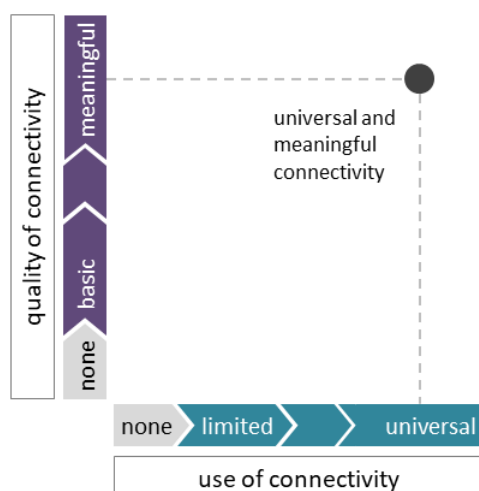 quality of connectivity
meaningful
basic
none
universal and
meaningful
connectivity
none
limited
universal
use of connectivity